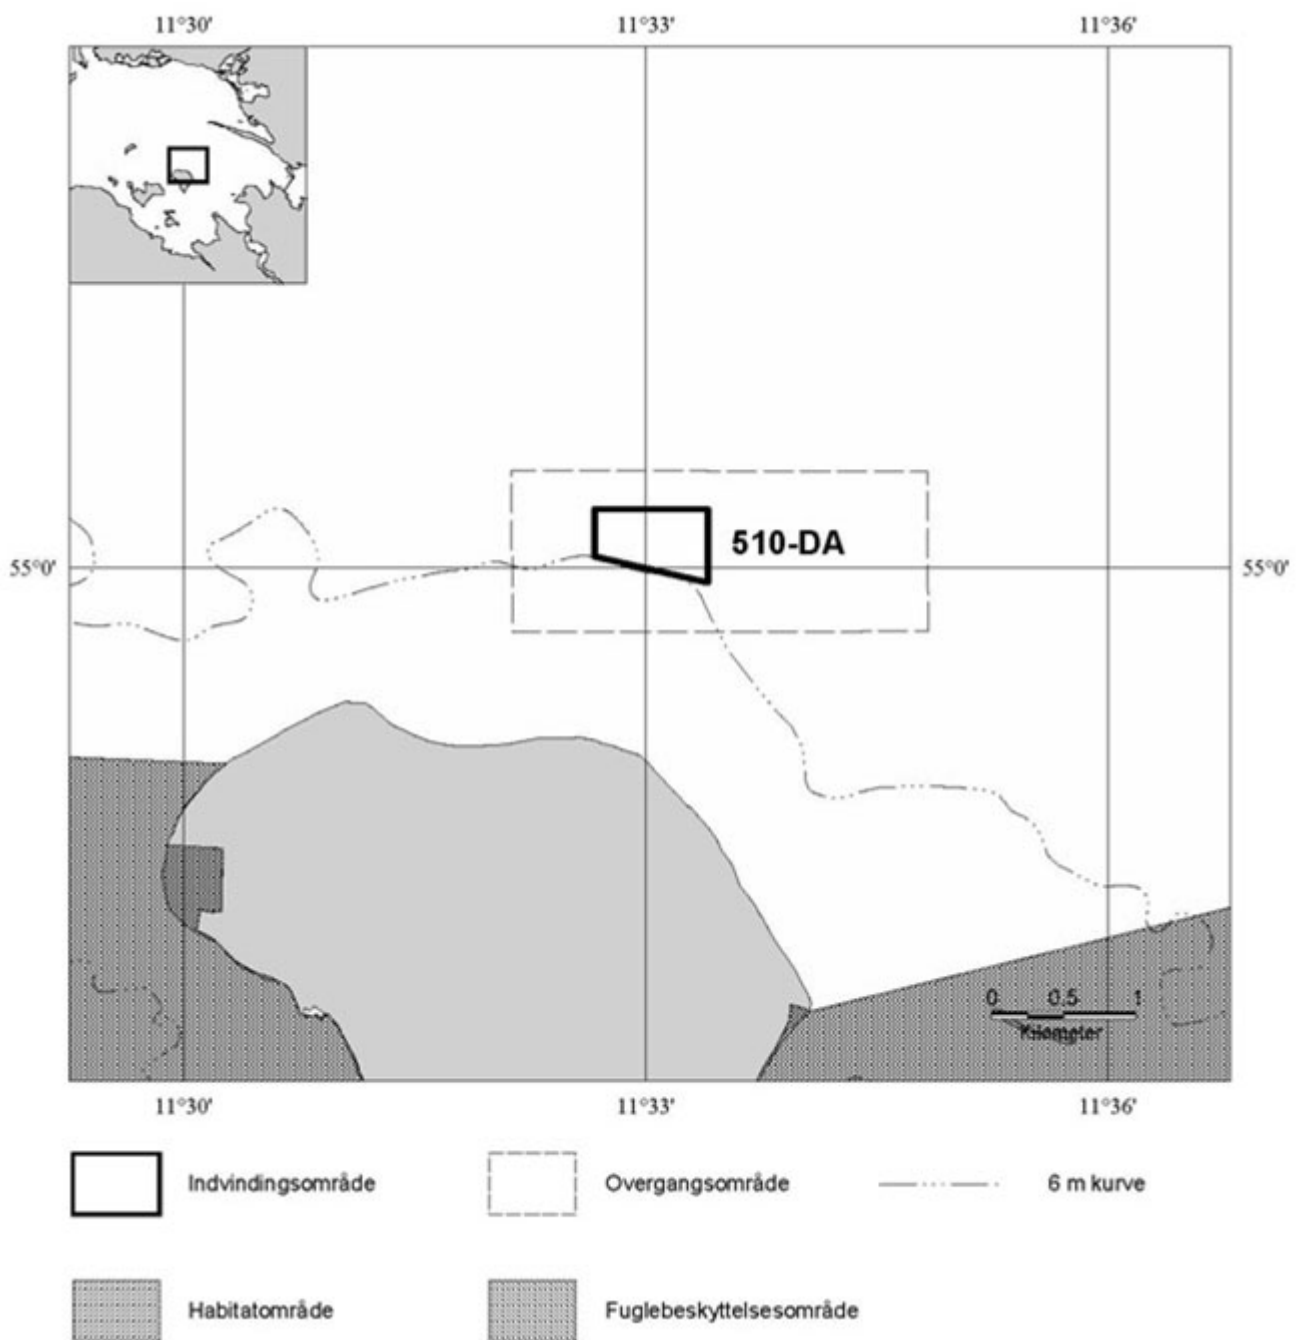 11°30' 11°33' 11°36'
510-DA
55°0' 55°0'
0 0.5 1
Kilometer
11°30' 11°33' 11°36'
Indvindingsområde Overgangsområde 6 m kurve
Habitatområde Fuglebeskyttelsesområde